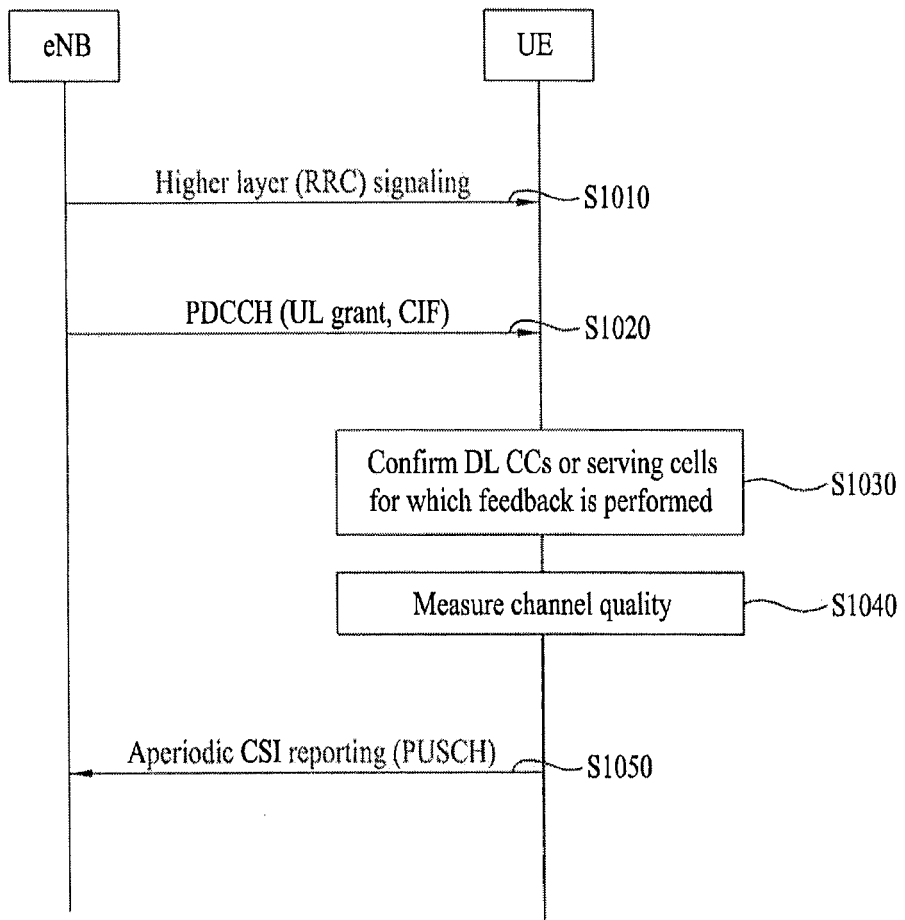 eNB
UE
Higher layer (RRC) signaling
S1010
PDCCH (UL grant, CIF)
S1020
Confirm DL CCs or serving cells
for which feedback is performed
S1030
Measure channel quality
S1040
Aperiodic CSI reporting (PUSCH)
S1050